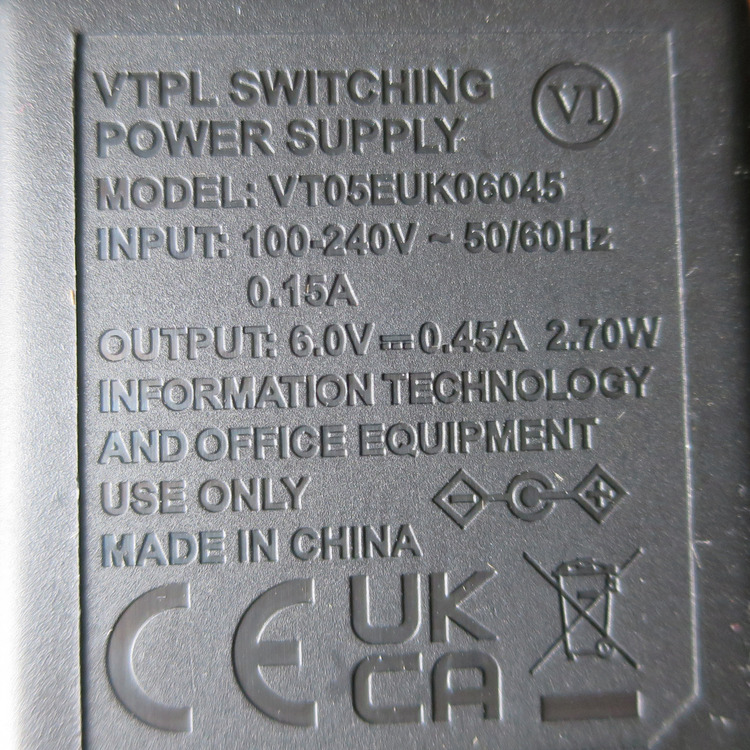 VTPL SWITCHING VI
POWER SUPPLY
MODEL: VT05EUK06045
INPUT: 100-240V ~ 50/60Hz
0.15A
OUTPUT: 6.0V ⎓ 0.45A 2.70W
INFORMATION TECHNOLOGY
AND OFFICE EQUIPMENT
USE ONLY
MADE IN CHINA
CE UK
CA